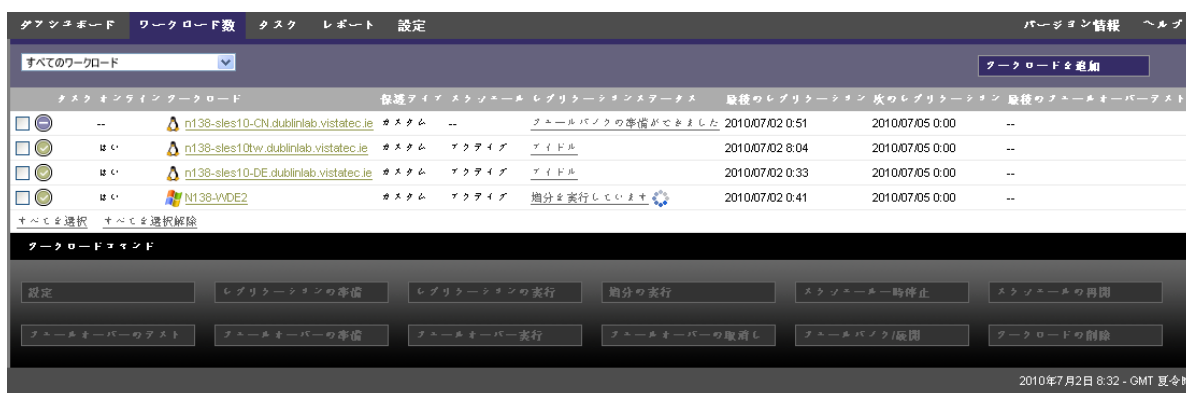 ダッシュボード ワークロード数 タスク レポート 設定 バージョン情報 ヘルプ
すべてのワークロード ワークロードを追加
タスク オンライン ワークロード 保護ティア スケジュール レプリケーションステータス 最後のレプリケーション 次のレプリケーション 最後のフェールオーバーテスト
-- n138-sles10-CN.dublinlab.vistatec.ie カスタム -- フェールバックの準備ができました 2010/07/02 0:51 2010/07/05 0:00 --
はい n138-sles10tw.dublinlab.vistatec.ie カスタム アクティブ アイドル 2010/07/02 8:04 2010/07/05 0:00 --
はい n138-sles10-DE.dublinlab.vistatec.ie カスタム アクティブ アイドル 2010/07/02 0:33 2010/07/05 0:00 --
はい N138-WDE2 カスタム アクティブ 増分を実行しています 2010/07/02 0:41 2010/07/05 0:00 --
すべてを選択 すべてを選択解除
ワークロードコマンド
設定 レプリケーションの準備 レプリケーションの実行 増分の実行 スケジュール一時停止 スケジュールの再開
フェールオーバーのテスト フェールオーバーの準備 フェールオーバー実行 フェールオーバーの取消し フェールバック/展開 ワークロードの削除
2010年7月2日 8:32 - GMT 夏令